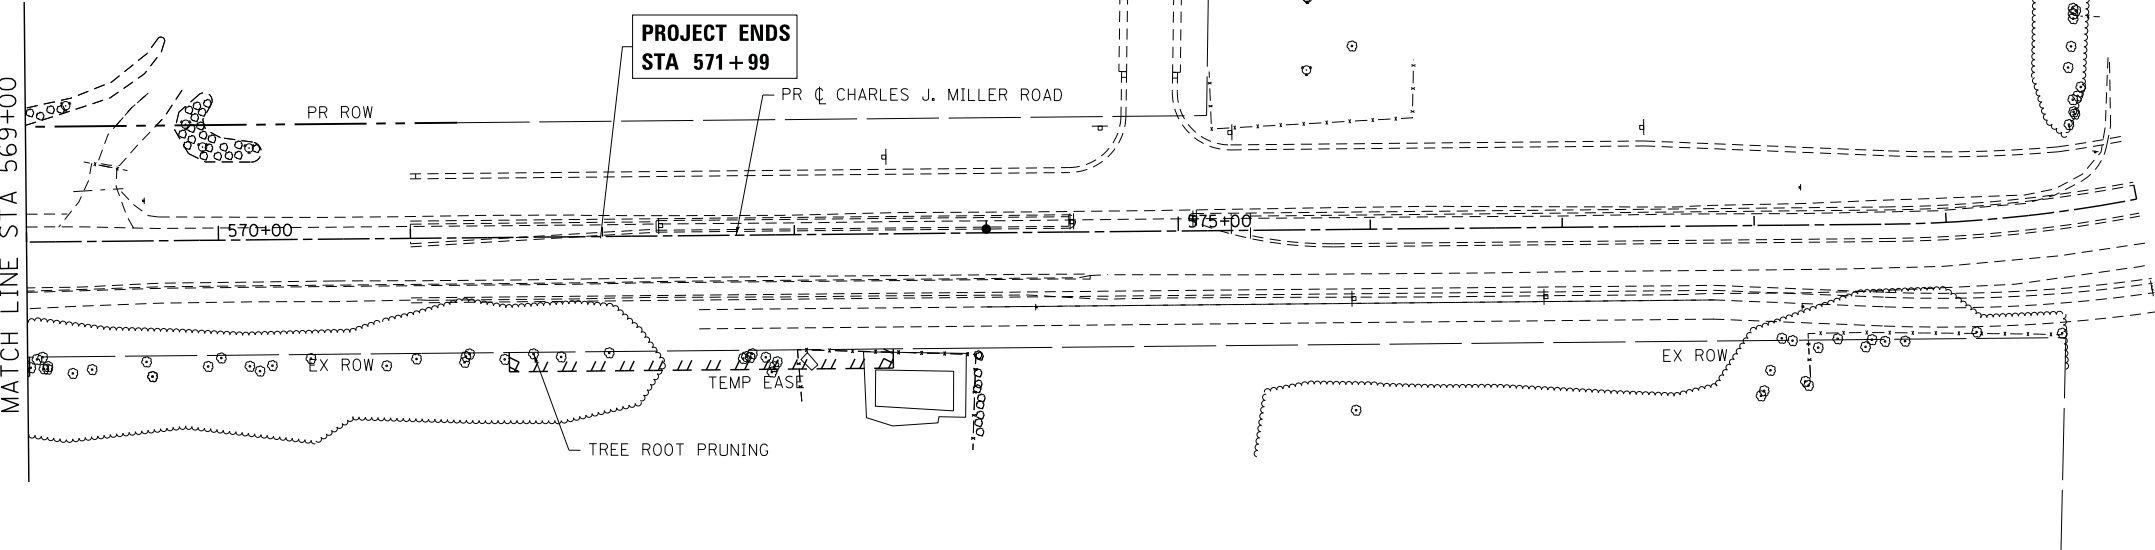 MATCH LINE STA 569+00
PROJECT ENDS
STA 571+99
PR ROW
PR ℄ CHARLES J. MILLER ROAD
570+00
575+00
EX ROW
TEMP EASE
EX ROW
TREE ROOT PRUNING